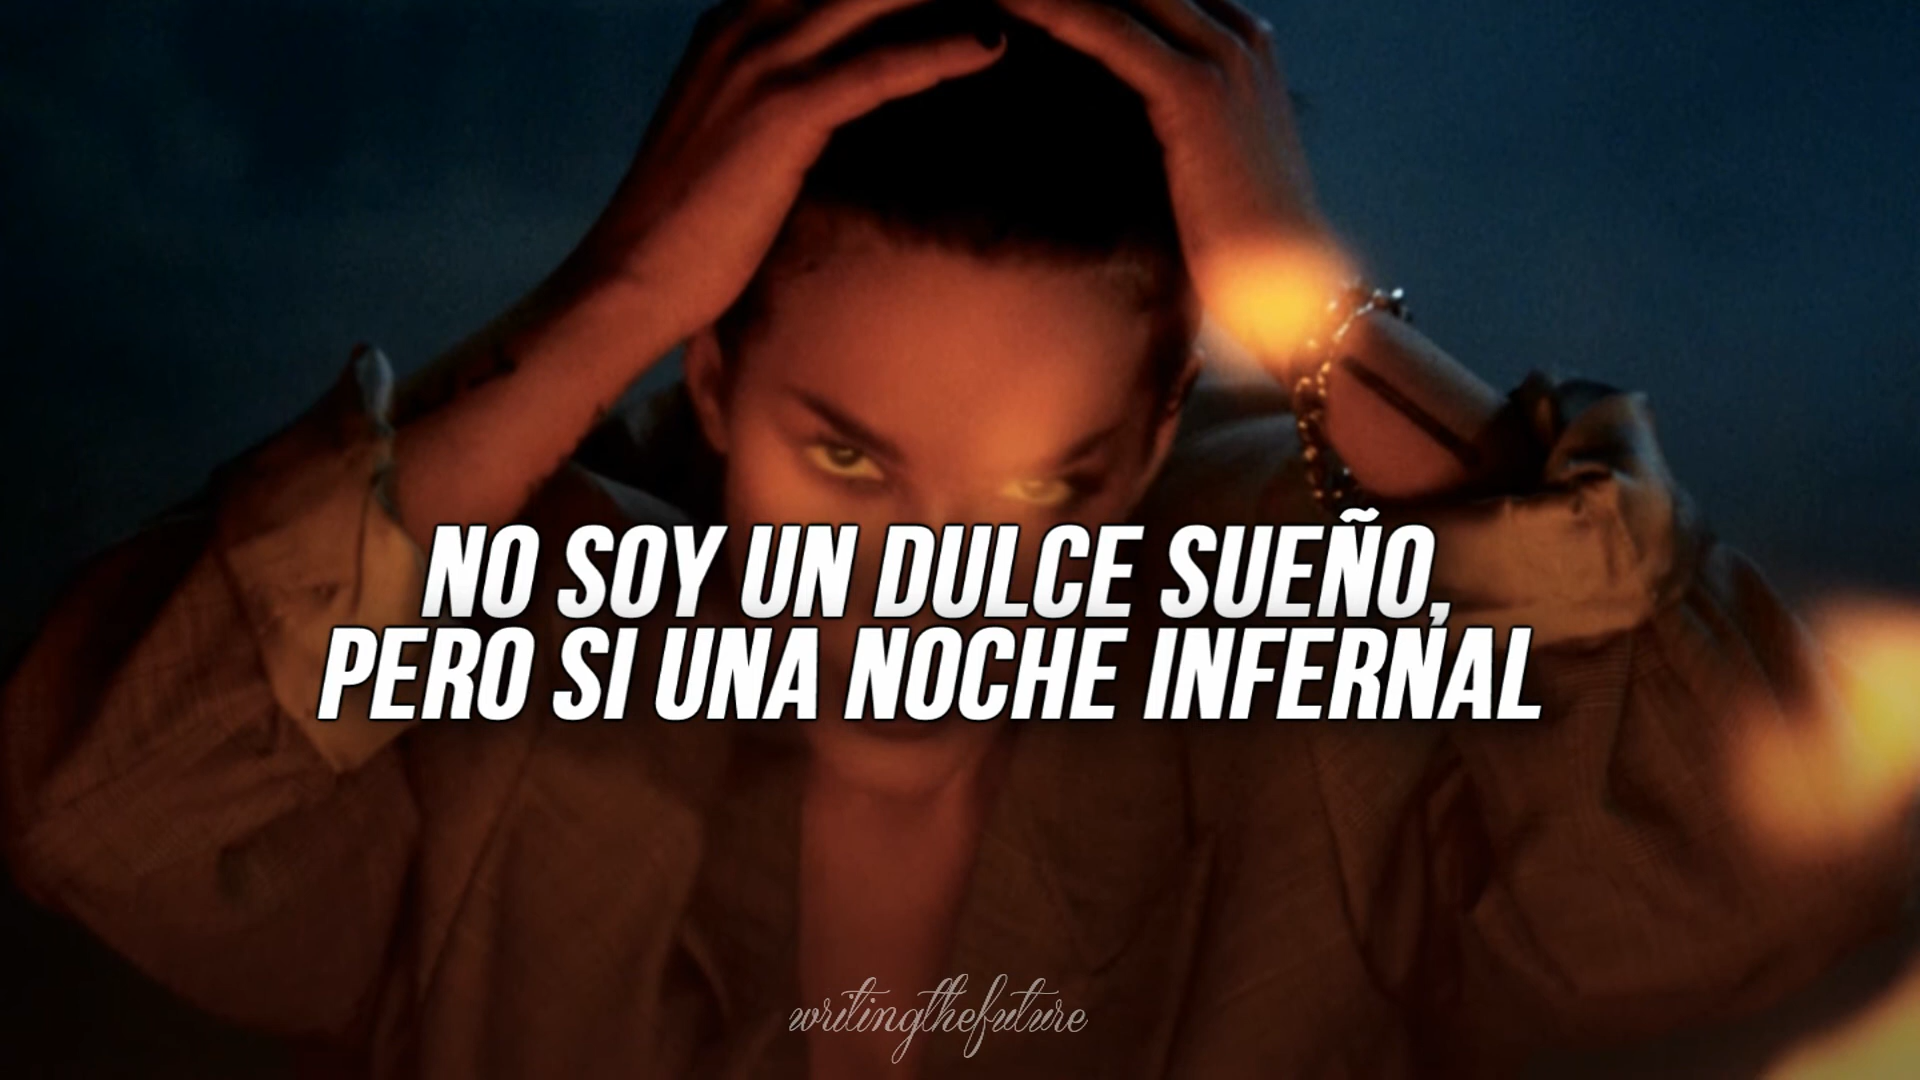 NO SOY UN DULCE SUEÑO,
PERO SI UNA NOCHE INFERNAL
writingthefuture